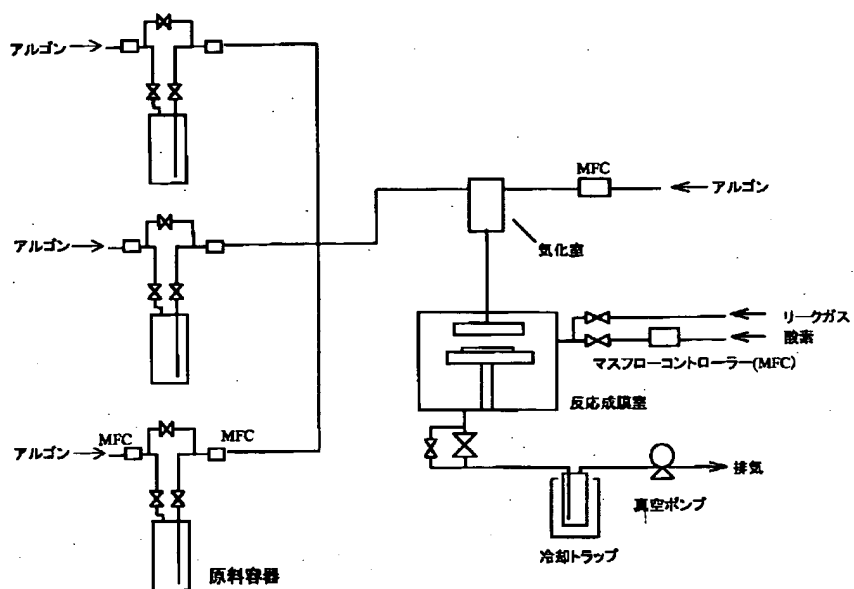 アルゴン
MFC
アルゴン
気化室
アルゴン
リークガス
酸素
マスフローコントローラー(MFC)
反応成膜室
MFC
MFC
アルゴン
排気
真空ポンプ
冷却トラップ
原料容器